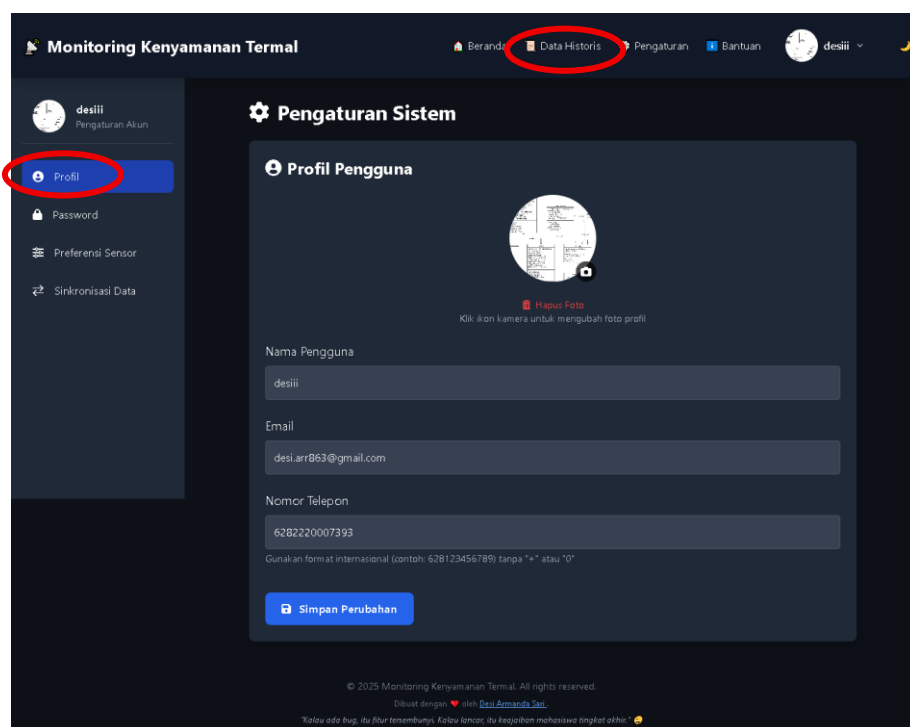 Monitoring Kenyamanan Termal
Beranda
Data Historis
Pengaturan
Bantuan
desiii
desiii
Pengaturan Akun
Profil
Password
Preferensi Sensor
Sinkronisasi Data
Pengaturan Sistem
Profil Pengguna
Hapus Foto
Klik ikon kamera untuk mengubah foto profil
Nama Pengguna
desiii
Email
desi.arr863@gmail.com
Nomor Telepon
6282220007393
Gunakan format internasional (contoh: 628123456789) tanpa "+" atau "0"
Simpan Perubahan
© 2025 Monitoring Kenyamanan Termal. All rights reserved.
Dibuat dengan ❤ oleh Desi Armanda Sari.
"Kalau ada bug, itu fitur tersembunyi. Kalau lancar, itu keajaiban mahasiswa tingkat akhir."